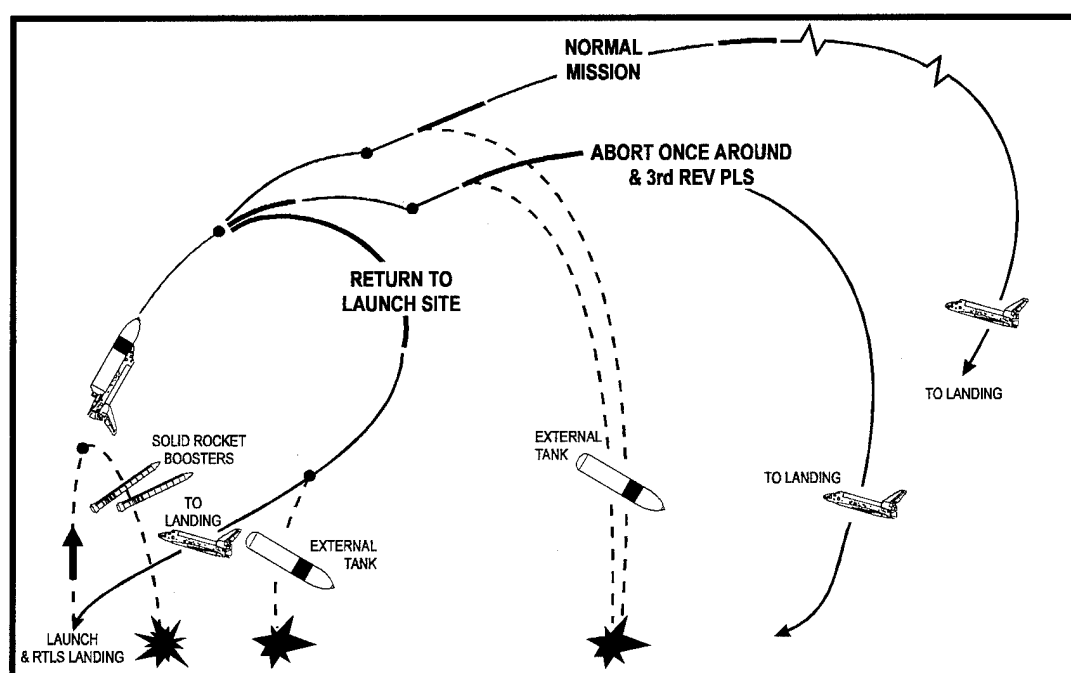 NORMAL
MISSION
ABORT ONCE AROUND
& 3rd REV PLS
RETURN TO
LAUNCH SITE
TO LANDING
SOLID ROCKET
BOOSTERS
EXTERNAL
TANK
TO LANDING
TO
LANDING
EXTERNAL
TANK
LAUNCH
& RTLS LANDING